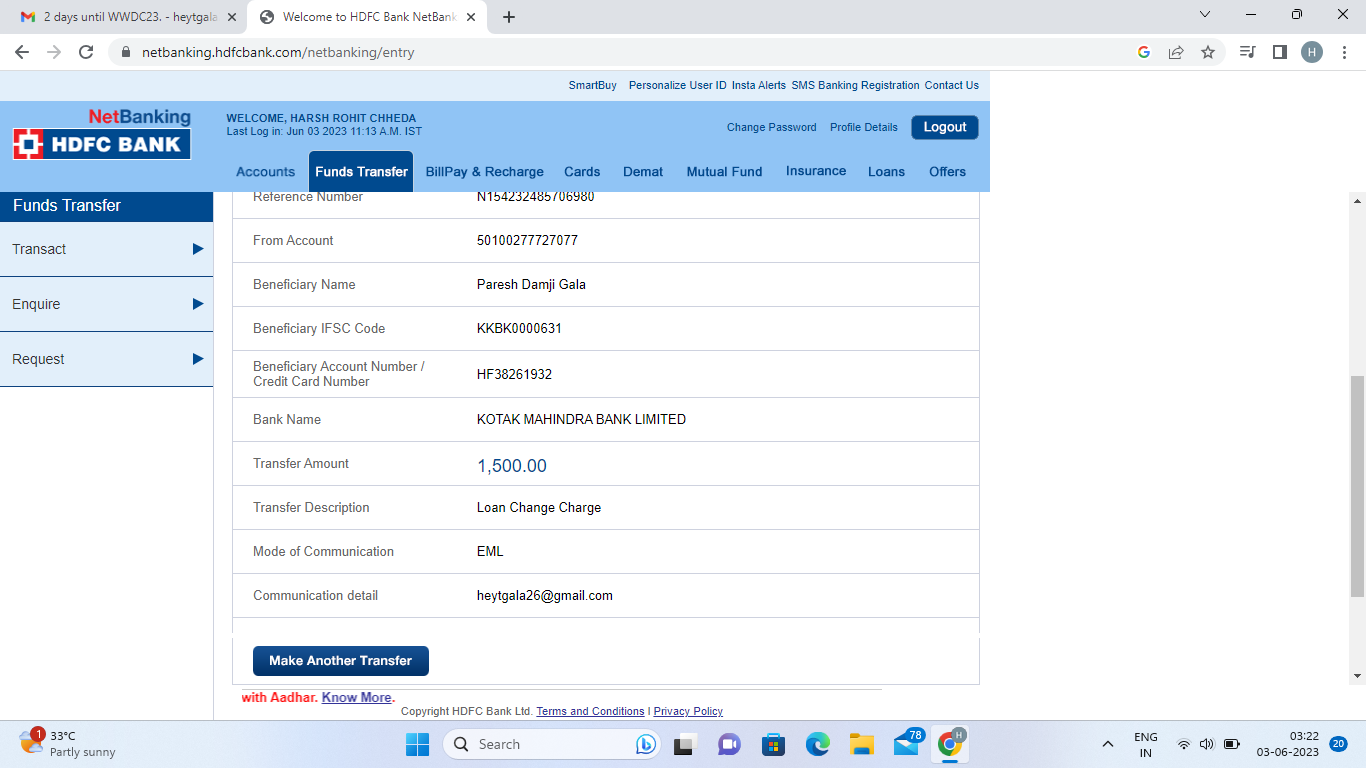 2 days until WWDC23. - heytgala
Welcome to HDFC Bank NetBank
netbanking.hdfcbank.com/netbanking/entry
H
SmartBuy Personalize User ID Insta Alerts SMS Banking Registration Contact Us
NetBanking
HDFC BANK
WELCOME, HARSH ROHIT CHHEDA
Last Log in: Jun 03 2023 11:13 A.M. IST
Change Password Profile Details Logout
Accounts Funds Transfer BillPay & Recharge Cards Demat Mutual Fund Insurance Loans Offers
Funds Transfer
Transact
Enquire
Request
Reference Number N154232485706980
From Account 50100277727077
Beneficiary Name Paresh Damji Gala
Beneficiary IFSC Code KKBK0000631
Beneficiary Account Number /
Credit Card Number HF38261932
Bank Name KOTAK MAHINDRA BANK LIMITED
Transfer Amount 1,500.00
Transfer Description Loan Change Charge
Mode of Communication EML
Communication detail heytgala26@gmail.com
Make Another Transfer
with Aadhar. Know More.
Copyright HDFC Bank Ltd. Terms and Conditions I Privacy Policy
1
33°C
Partly sunny
Search
78
H
ENG
IN
03:22
03-06-2023
20